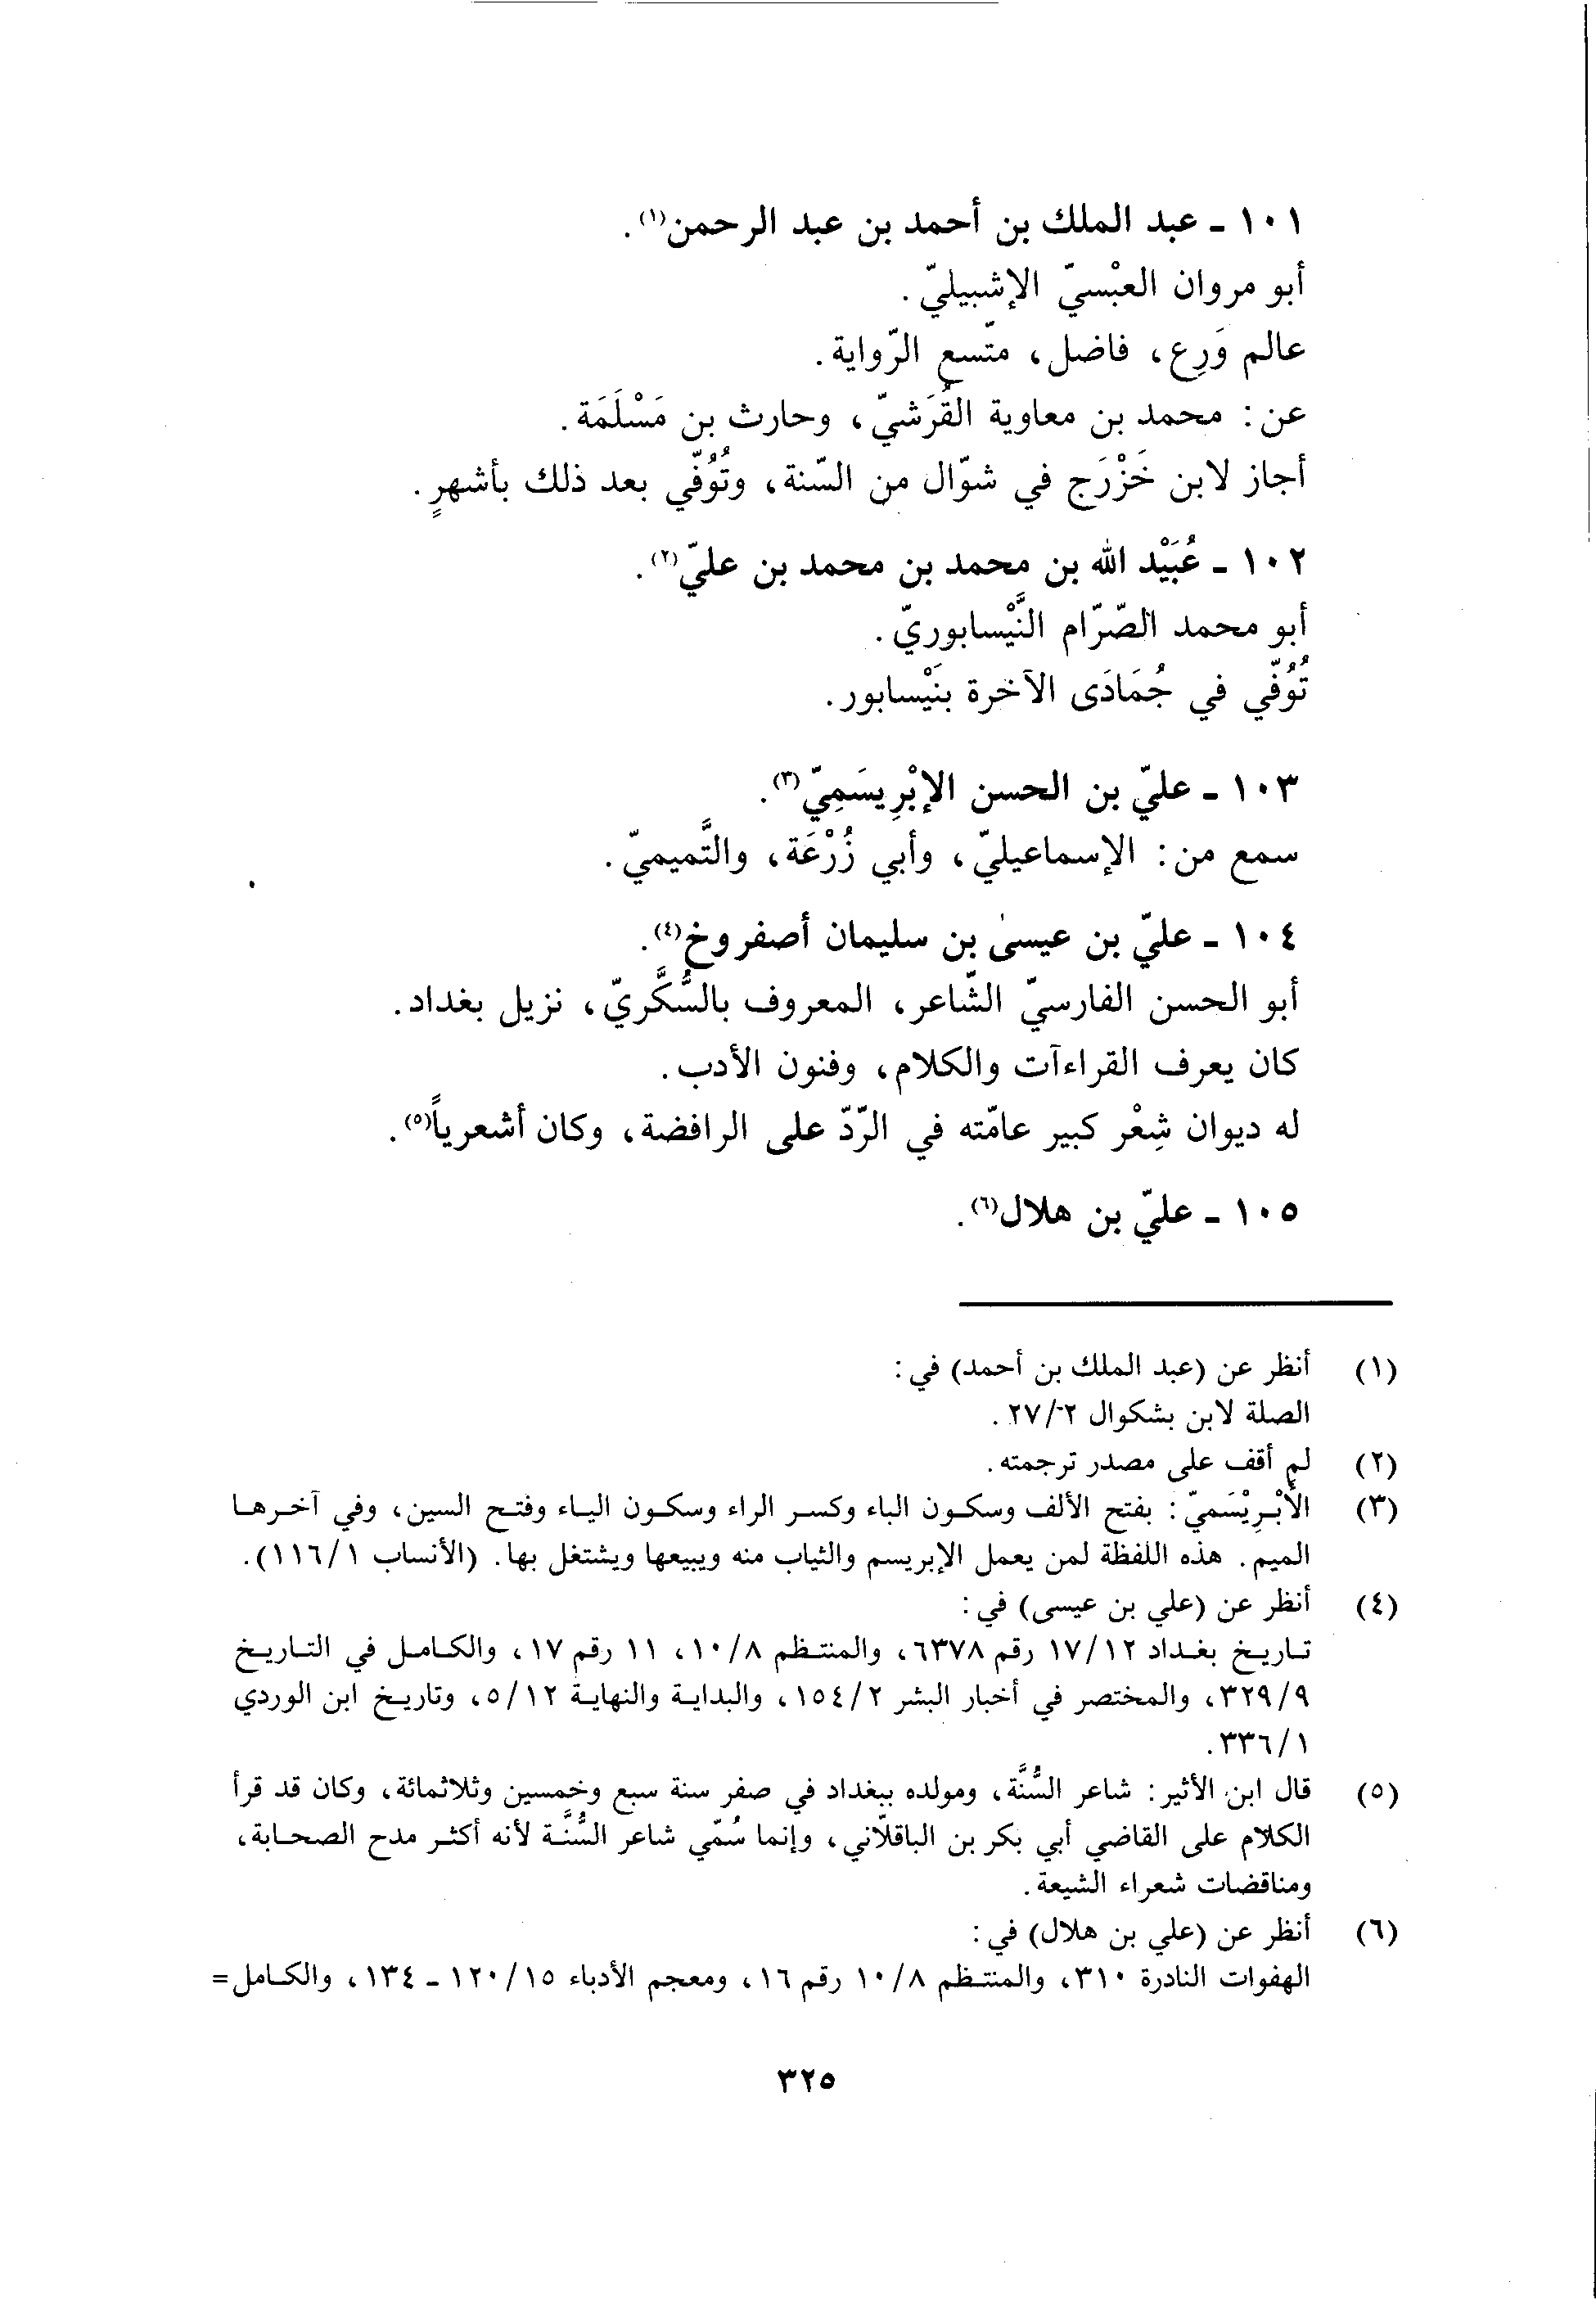 ١٠١ ـ عبد الملك بن أحمد بن عبد الرحمن(١).
أبو مروان العبْسيّ الإشبيليّ.
عالم وَرِع، فاضل، متّسع الرّواية.
عن: محمد بن معاوية القُرَشيّ، وحارث بن مَسْلَمَة.
أجاز لابن خَزْرَج في شوّال من السّنة، وتُوُفّي بعد ذلك بأشهرٍ.
١٠٢ ـ عُبَيْد الله بن محمد بن محمد بن عليّ(٢).
أبو محمد الصّرّام النَّيْسابوريّ.
تُوُفّي في جُمَادَى الآخرة بنَيْسابور.
١٠٣ ـ عليّ بن الحسن الإبْرِيسَمِيّ(٣).
سمع من: الإسماعيليّ، وأبي زُرْعَة، والتَّميميّ.
١٠٤ ـ عليّ بن عيسىٰ بن سليمان أصفروخ(٤).
أبو الحسن الفارسيّ الشّاعر، المعروف بالسُّكَّريّ، نزيل بغداد.
كان يعرف القراءآت والكلام، وفنون الأدب.
له ديوان شِعْر كبير عامّته في الرّدّ على الرافضة، وكان أشعرياً(٥).
١٠٥ ـ عليّ بن هلال(٦).
(١) أنظر عن (عبد الملك بن أحمد) في:
الصلة لابن بشكوال ٢/ ٢٧.
(٢) لم أقف على مصدر ترجمته.
(٣) الأَبْرِيْسَميّ: بفتح الألف وسكون الباء وكسر الراء وسكون الياء وفتح السين، وفي آخرها
الميم. هذه اللفظة لمن يعمل الإبريسم والثياب منه ويبيعها ويشتغل بها. (الأنساب ١/ ١١٦).
(٤) أنظر عن (علي بن عيسى) في:
تاريخ بغداد ١٢/ ١٧ رقم ٦٣٧٨، والمنتظم ٨/ ١٠، ١١ رقم ١٧، والكامل في التاريخ
٩/ ٣٢٩، والمختصر في أخبار البشر ٢/ ١٥٤، والبداية والنهاية ١٢/ ٥، وتاريخ ابن الوردي
١/ ٣٣٦.
(٥) قال ابن الأثير: شاعر السُّنَّة، ومولده ببغداد في صفر سنة سبع وخمسين وثلاثمائة، وكان قد قرأ
الكلام على القاضي أبي بكر بن الباقلّاني، وإنما سُمّي شاعر السُّنَّة لأنه أكثر مدح الصحابة،
ومناقضات شعراء الشيعة.
(٦) أنظر عن (علي بن هلال) في:
الهفوات النادرة ٣١٠، والمنتظم ٨/ ١٠ رقم ١٦، ومعجم الأدباء ١٥/ ١٢٠ ـ ١٣٤، والكامل=
٣٢٥